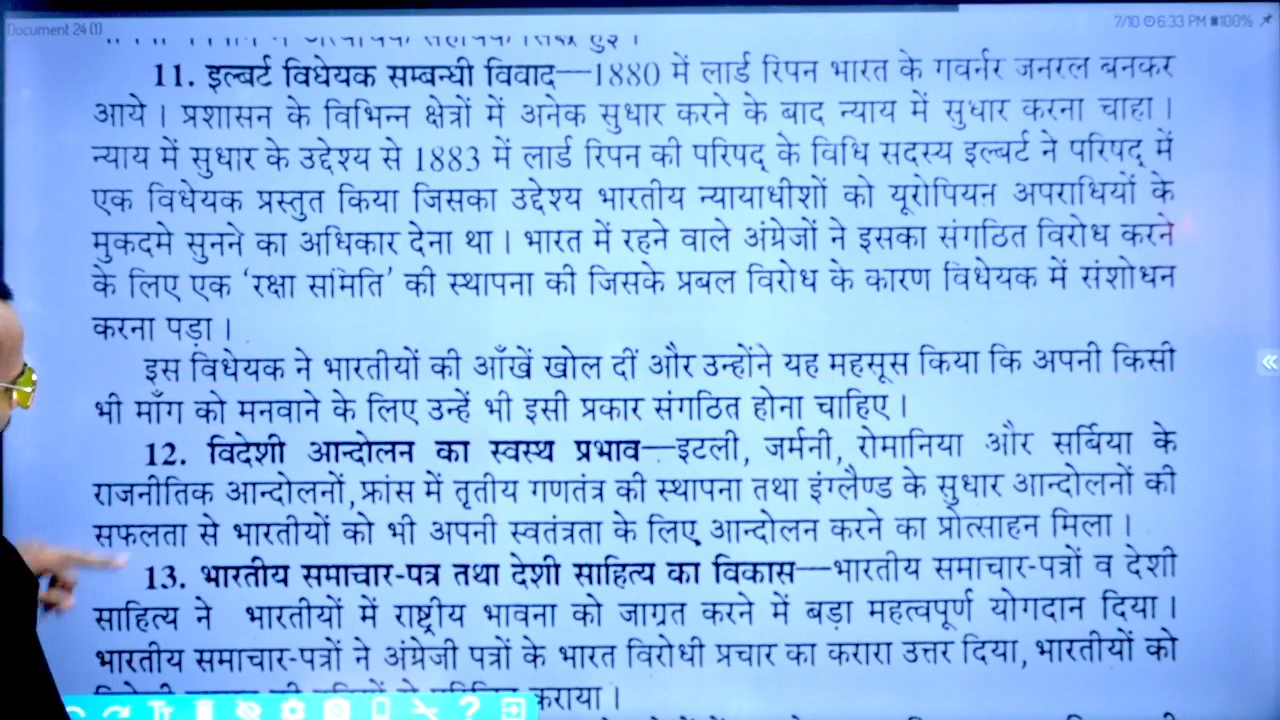 Document 24 (1)
7/10 6:33 PM 100%
11. इल्बर्ट विधेयक सम्बन्धी विवाद—1880 में लार्ड रिपन भारत के गवर्नर जनरल बनकर
आये । प्रशासन के विभिन्न क्षेत्रों में अनेक सुधार करने के बाद न्याय में सुधार करना चाहा ।
न्याय में सुधार के उद्देश्य से 1883 में लार्ड रिपन की परिषद् के विधि सदस्य इल्बर्ट ने परिषद् में
एक विधेयक प्रस्तुत किया जिसका उद्देश्य भारतीय न्यायाधीशों को यूरोपियन अपराधियों के
मुकदमे सुनने का अधिकार देना था । भारत में रहने वाले अंग्रेजों ने इसका संगठित विरोध करने
के लिए एक ‘रक्षा समिति’ की स्थापना की जिसके प्रबल विरोध के कारण विधेयक में संशोधन
करना पड़ा ।
इस विधेयक ने भारतीयों की आँखें खोल दीं और उन्होंने यह महसूस किया कि अपनी किसी
भी माँग को मनवाने के लिए उन्हें भी इसी प्रकार संगठित होना चाहिए ।
12. विदेशी आन्दोलन का स्वस्थ प्रभाव—इटली, जर्मनी, रोमानिया और सर्बिया के
राजनीतिक आन्दोलनों, फ्रांस में तृतीय गणतंत्र की स्थापना तथा इंग्लैण्ड के सुधार आन्दोलनों की
सफलता से भारतीयों को भी अपनी स्वतंत्रता के लिए आन्दोलन करने का प्रोत्साहन मिला ।
13. भारतीय समाचार-पत्र तथा देशी साहित्य का विकास—भारतीय समाचार-पत्रों व देशी
साहित्य ने भारतीयों में राष्ट्रीय भावना को जाग्रत करने में बड़ा महत्वपूर्ण योगदान दिया ।
भारतीय समाचार-पत्रों ने अंग्रेजी पत्रों के भारत विरोधी प्रचार का करारा उत्तर दिया, भारतीयों को
कराया ।